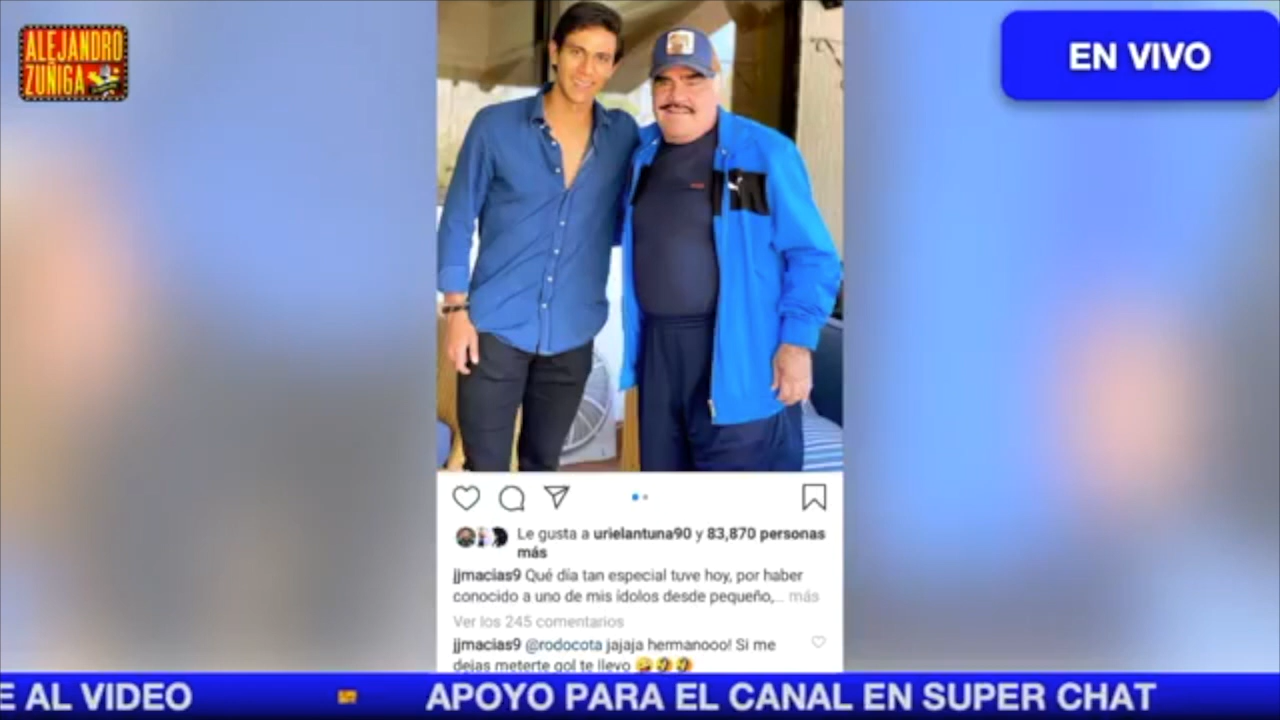 ALEJANDRO
ZUÑIGA
EN VIVO
Le gusta a urielantuna90 y 83,870 personas
más
jjmacias9 Qué día tan especial tuve hoy, por haber
conocido a uno de mis ídolos desde pequeño,... más
Ver los 245 comentarios
jjmacias9 @rodocota jajaja hermanooo! Si me
dejas meterte gol te llevo 🤪🤣🤣
E AL VIDEO
APOYO PARA EL CANAL EN SUPER CHAT